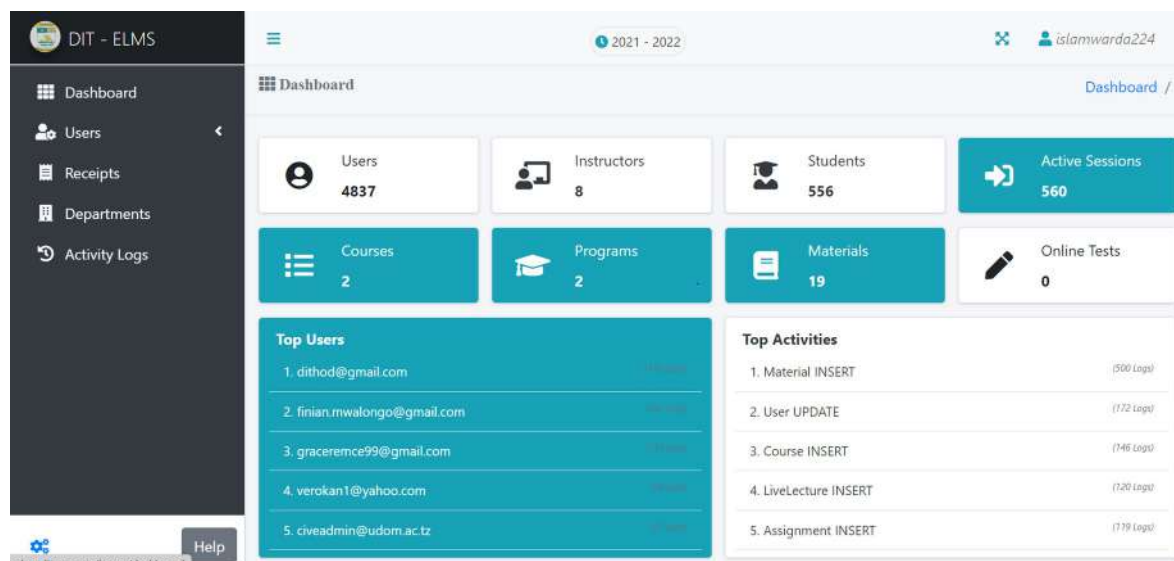 DIT - ELMS
2021 - 2022
islamwarda224
Dashboard
Users
Receipts
Departments
Activity Logs
Help
Dashboard
Dashboard /
Users
4837
Instructors
8
Students
556
Active Sessions
560
Courses
2
Programs
2
Materials
19
Online Tests
0
Top Users
1. dithod@gmail.com
2. finian.mwalongo@gmail.com
3. graceremce99@gmail.com
4. verokan1@yahoo.com
5. civeadmin@udom.ac.tz
Top Activities
1. Material INSERT (500 Logs)
2. User UPDATE (172 Logs)
3. Course INSERT (146 Logs)
4. LiveLecture INSERT (120 Logs)
5. Assignment INSERT (119 Logs)